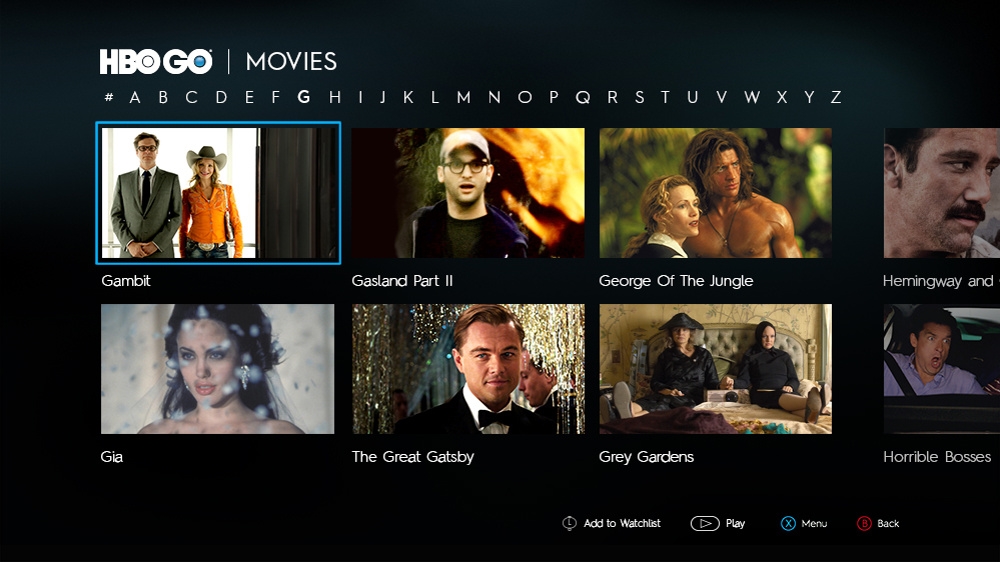 HBO GO | MOVIES
# A B C D E F G H I J K L M N O P Q R S T U V W X Y Z
Gambit
Gasland Part II
George Of The Jungle
Hemingway and
Gia
The Great Gatsby
Grey Gardens
Horrible Bosses
Add to Watchlist
Play
X Menu
B Back